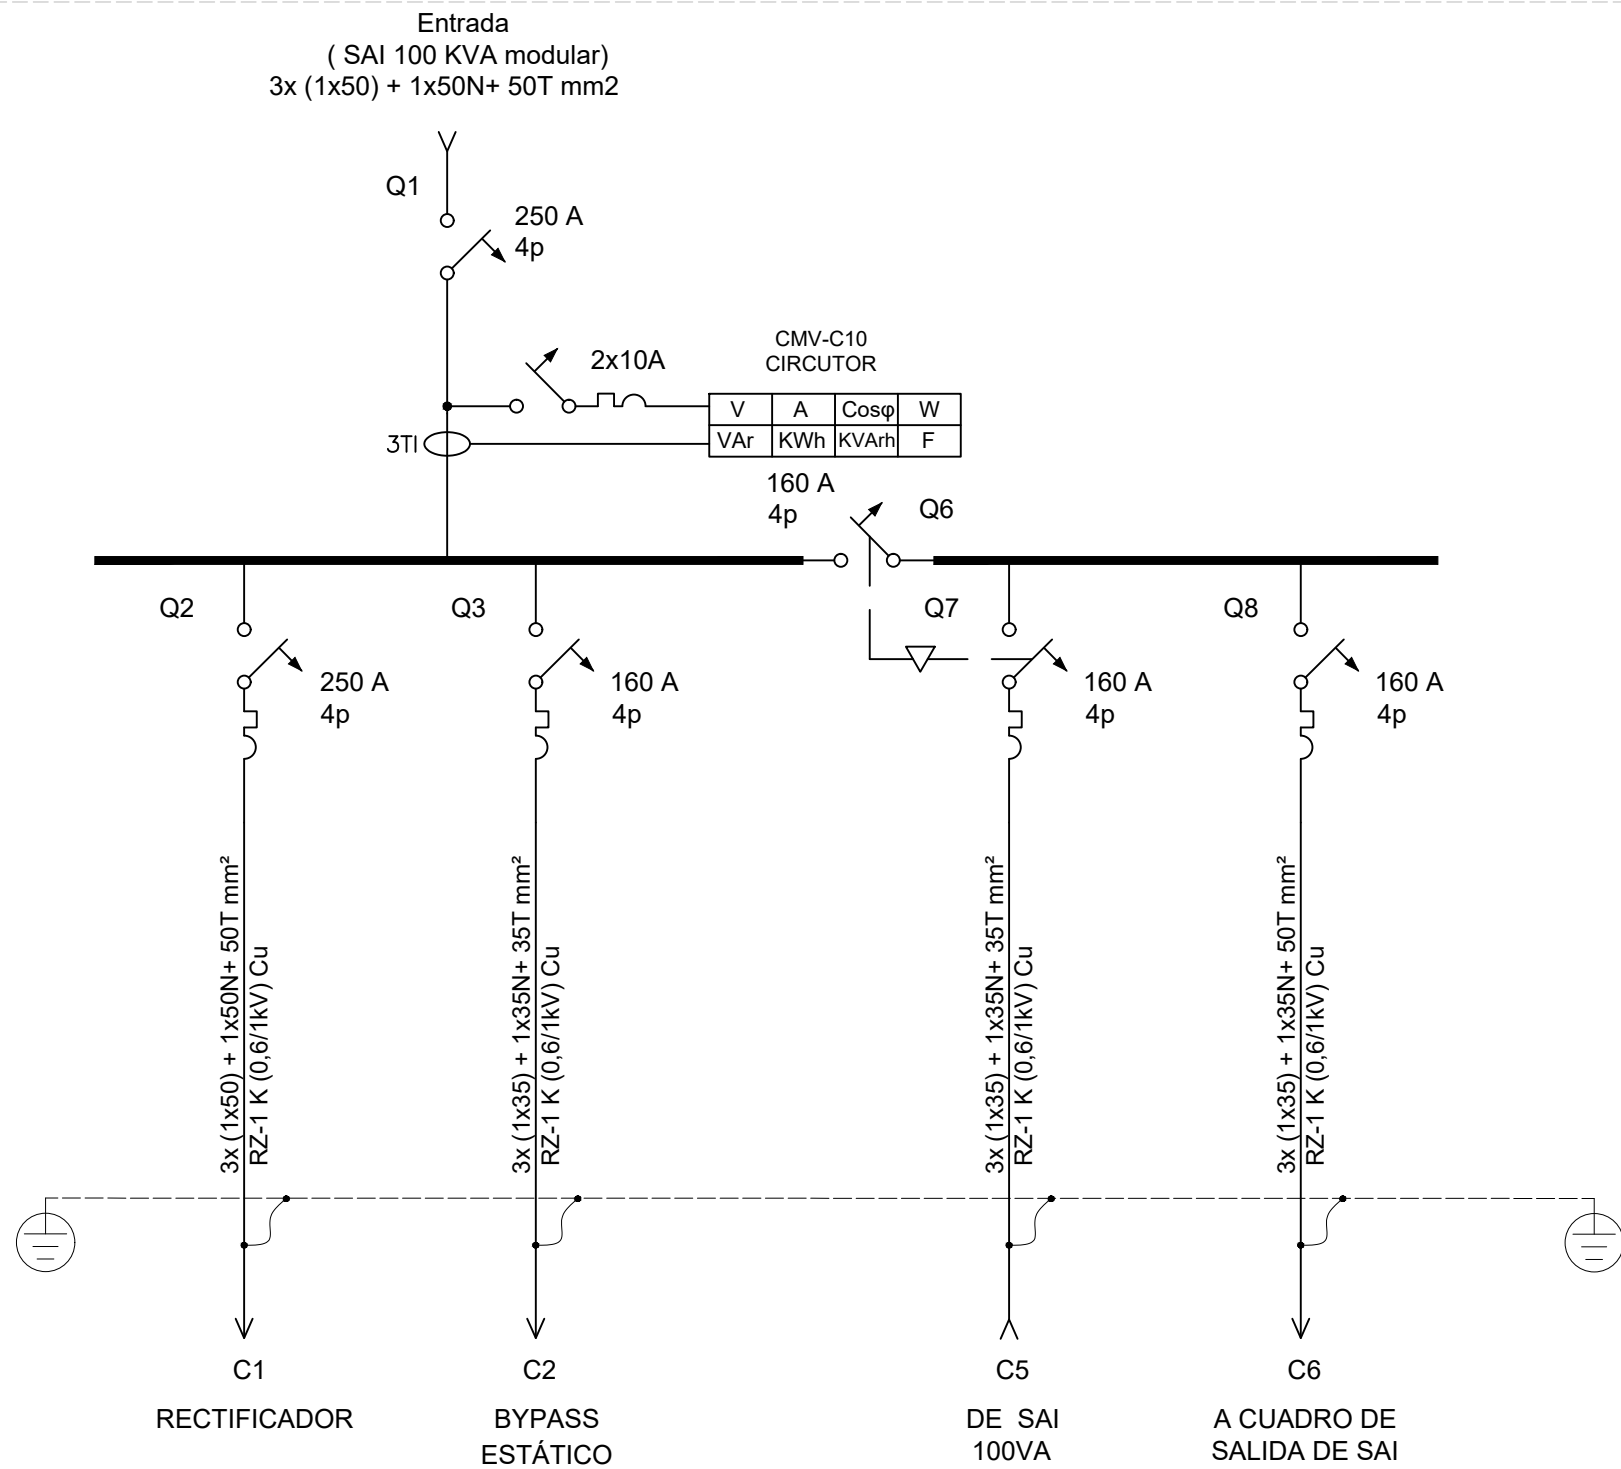 Entrada
( SAI 100 KVA modular)
3x (1x50) + 1x50N+ 50T mm2
Q1
250 A
4p
2x10A
CMV-C10
CIRCUTOR
V A Cosφ W
VAr KWh KVArh F
3TI
160 A
4p
Q6
Q2
250 A
4p
Q3
160 A
4p
Q7
160 A
4p
Q8
160 A
4p
3x (1x50) + 1x50N+ 50T mm²
RZ-1 K (0,6/1kV) Cu
3x (1x35) + 1x35N+ 35T mm²
RZ-1 K (0,6/1kV) Cu
3x (1x35) + 1x35N+ 35T mm²
RZ-1 K (0,6/1kV) Cu
3x (1x35) + 1x35N+ 50T mm²
RZ-1 K (0,6/1kV) Cu
C1
RECTIFICADOR
C2
BYPASS
ESTÁTICO
C5
DE SAI
100VA
C6
A CUADRO DE
SALIDA DE SAI